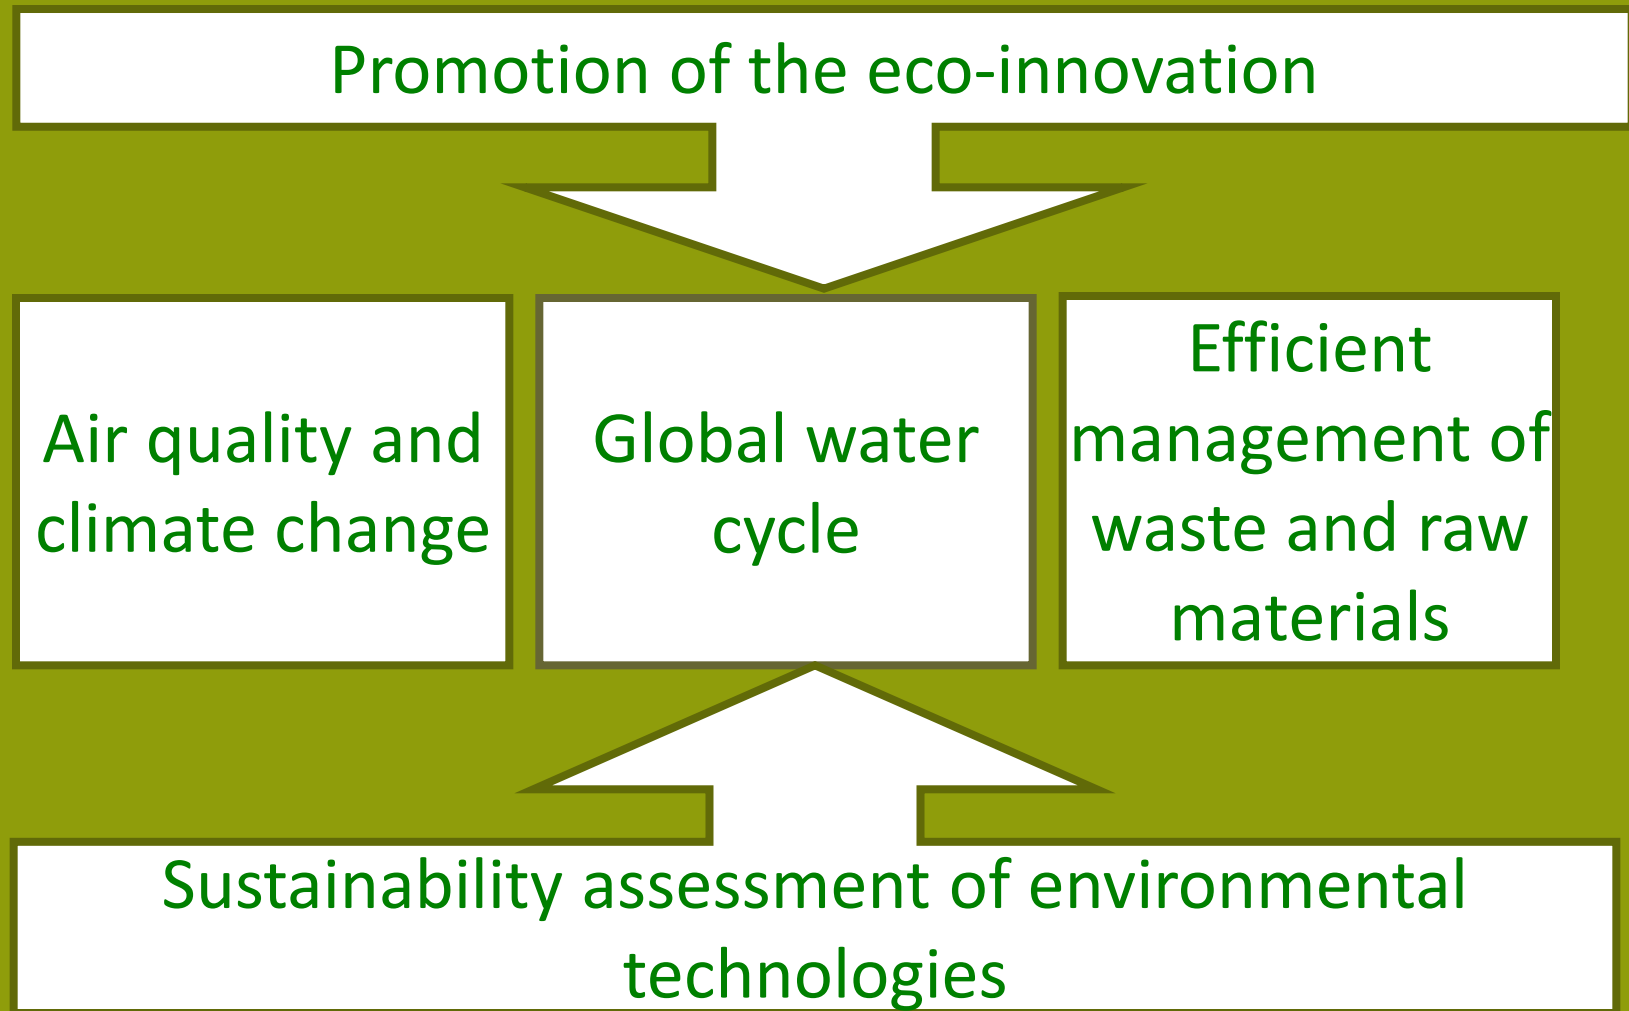 Promotion of the eco-innovation
Air quality and
climate change
Global water
cycle
Efficient
management of
waste and raw
materials
Sustainability assessment of environmental
technologies